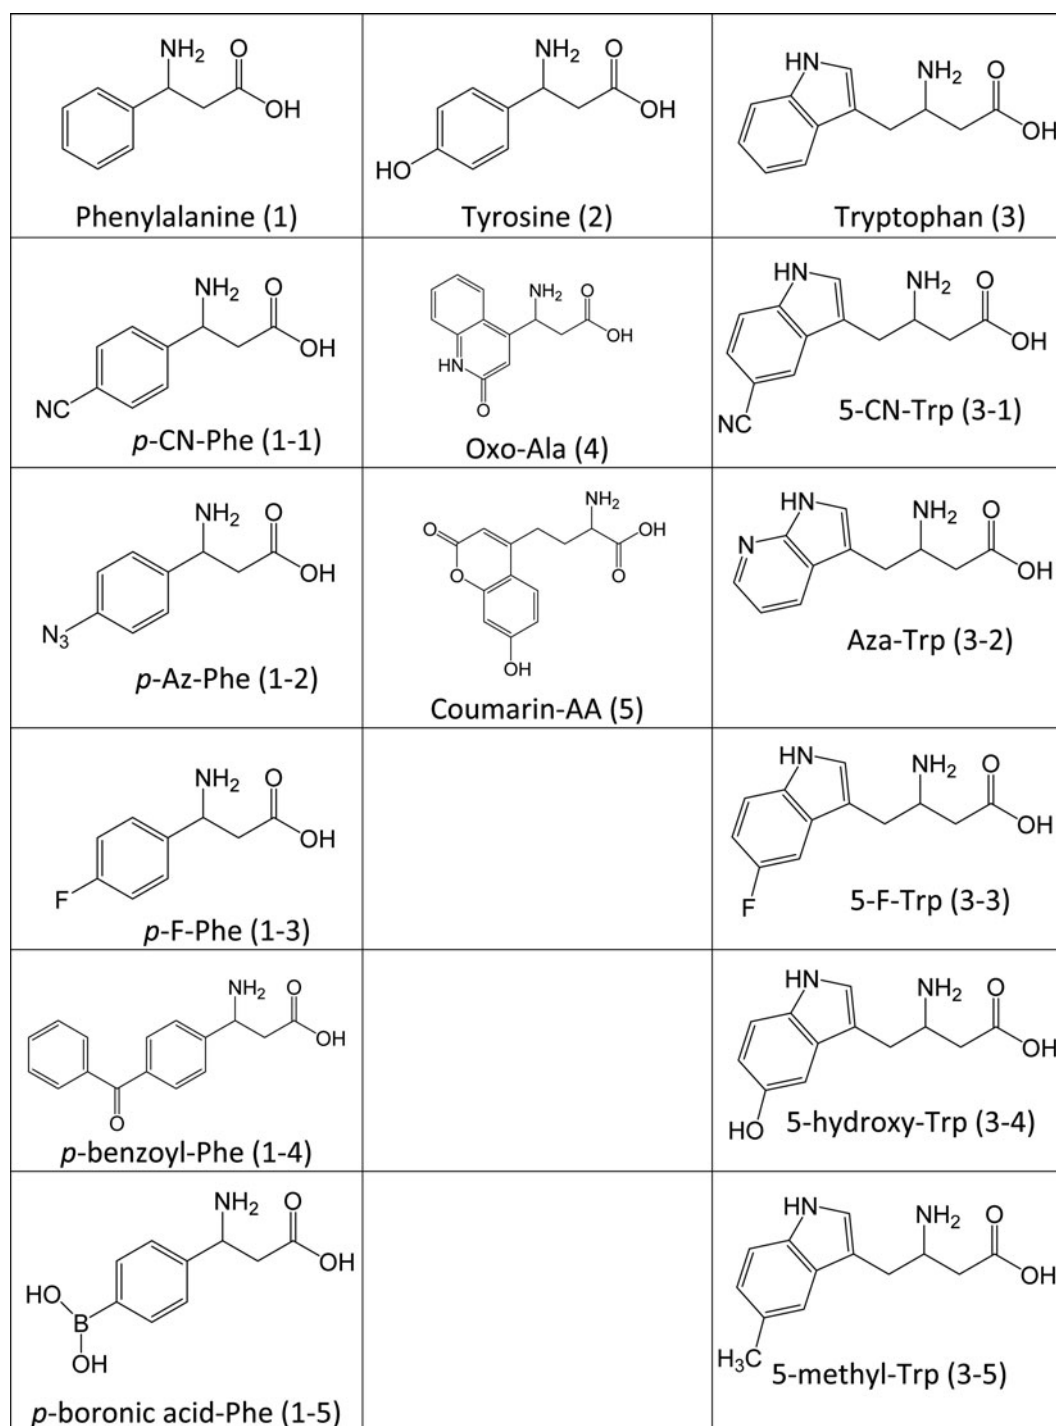 NH₂ O
OH
Phenylalanine (1)
NH₂ O
OH
HO
Tyrosine (2)
HN
NH₂ O
OH
Tryptophan (3)
NH₂ O
OH
NC
p-CN-Phe (1-1)
NH₂ O
OH
HN
O
Oxo-Ala (4)
HN
NH₂ O
OH
NC
5-CN-Trp (3-1)
NH₂ O
OH
N₃
p-Az-Phe (1-2)
NH₂
O OH
O O
OH
Coumarin-AA (5)
HN
NH₂ O
N
OH
Aza-Trp (3-2)
NH₂ O
OH
F
p-F-Phe (1-3)
HN
NH₂ O
OH
F
5-F-Trp (3-3)
NH₂ O
OH
O
p-benzoyl-Phe (1-4)
HN
NH₂ O
OH
HO
5-hydroxy-Trp (3-4)
NH₂ O
OH
HO
B
OH
p-boronic acid-Phe (1-5)
HN
NH₂ O
OH
H₃C
5-methyl-Trp (3-5)